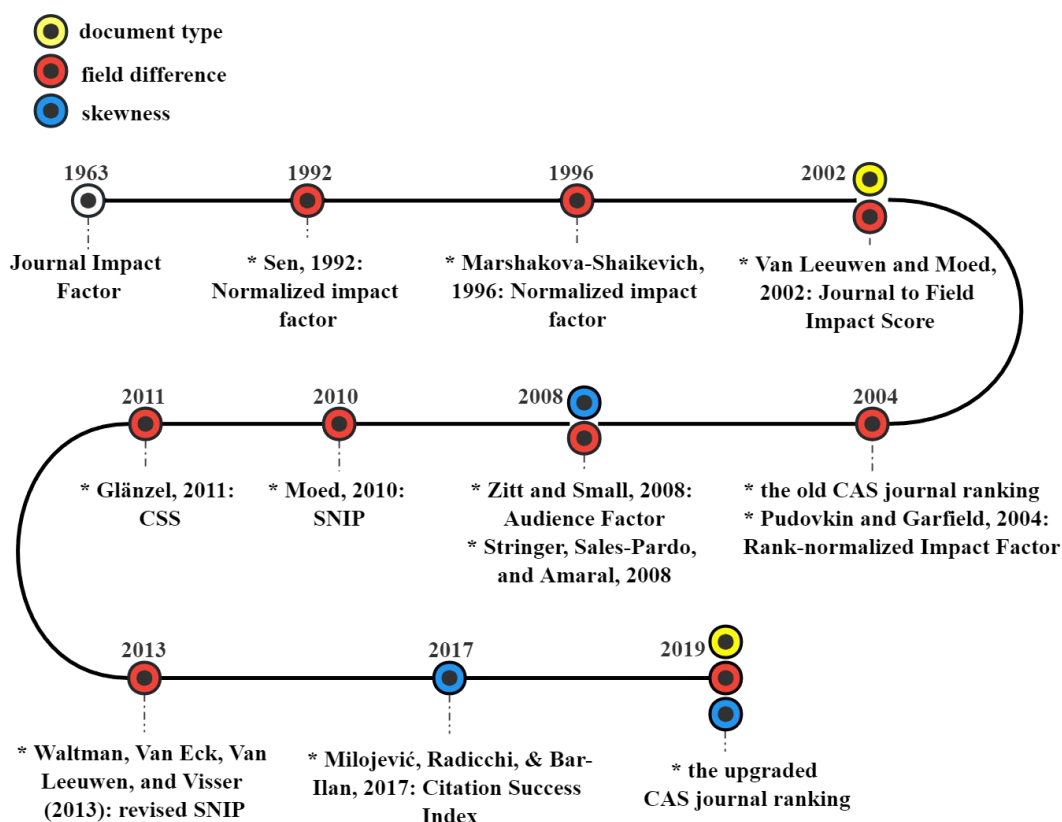 document type
field difference
skewness
1963
Journal Impact
Factor
1992
* Sen, 1992:
Normalized impact
factor
1996
* Marshakova-Shaikevich,
1996: Normalized impact
factor
2002
* Van Leeuwen and Moed,
2002: Journal to Field
Impact Score
2004
* the old CAS journal ranking
* Pudovkin and Garfield, 2004:
Rank-normalized Impact Factor
2008
* Zitt and Small, 2008:
Audience Factor
* Stringer, Sales-Pardo,
and Amaral, 2008
2010
* Moed, 2010:
SNIP
2011
* Glänzel, 2011:
CSS
2013
* Waltman, Van Eck, Van
Leeuwen, and Visser
(2013): revised SNIP
2017
* Milojević, Radicchi, & Bar-
Ilan, 2017: Citation Success
Index
2019
* the upgraded
CAS journal ranking